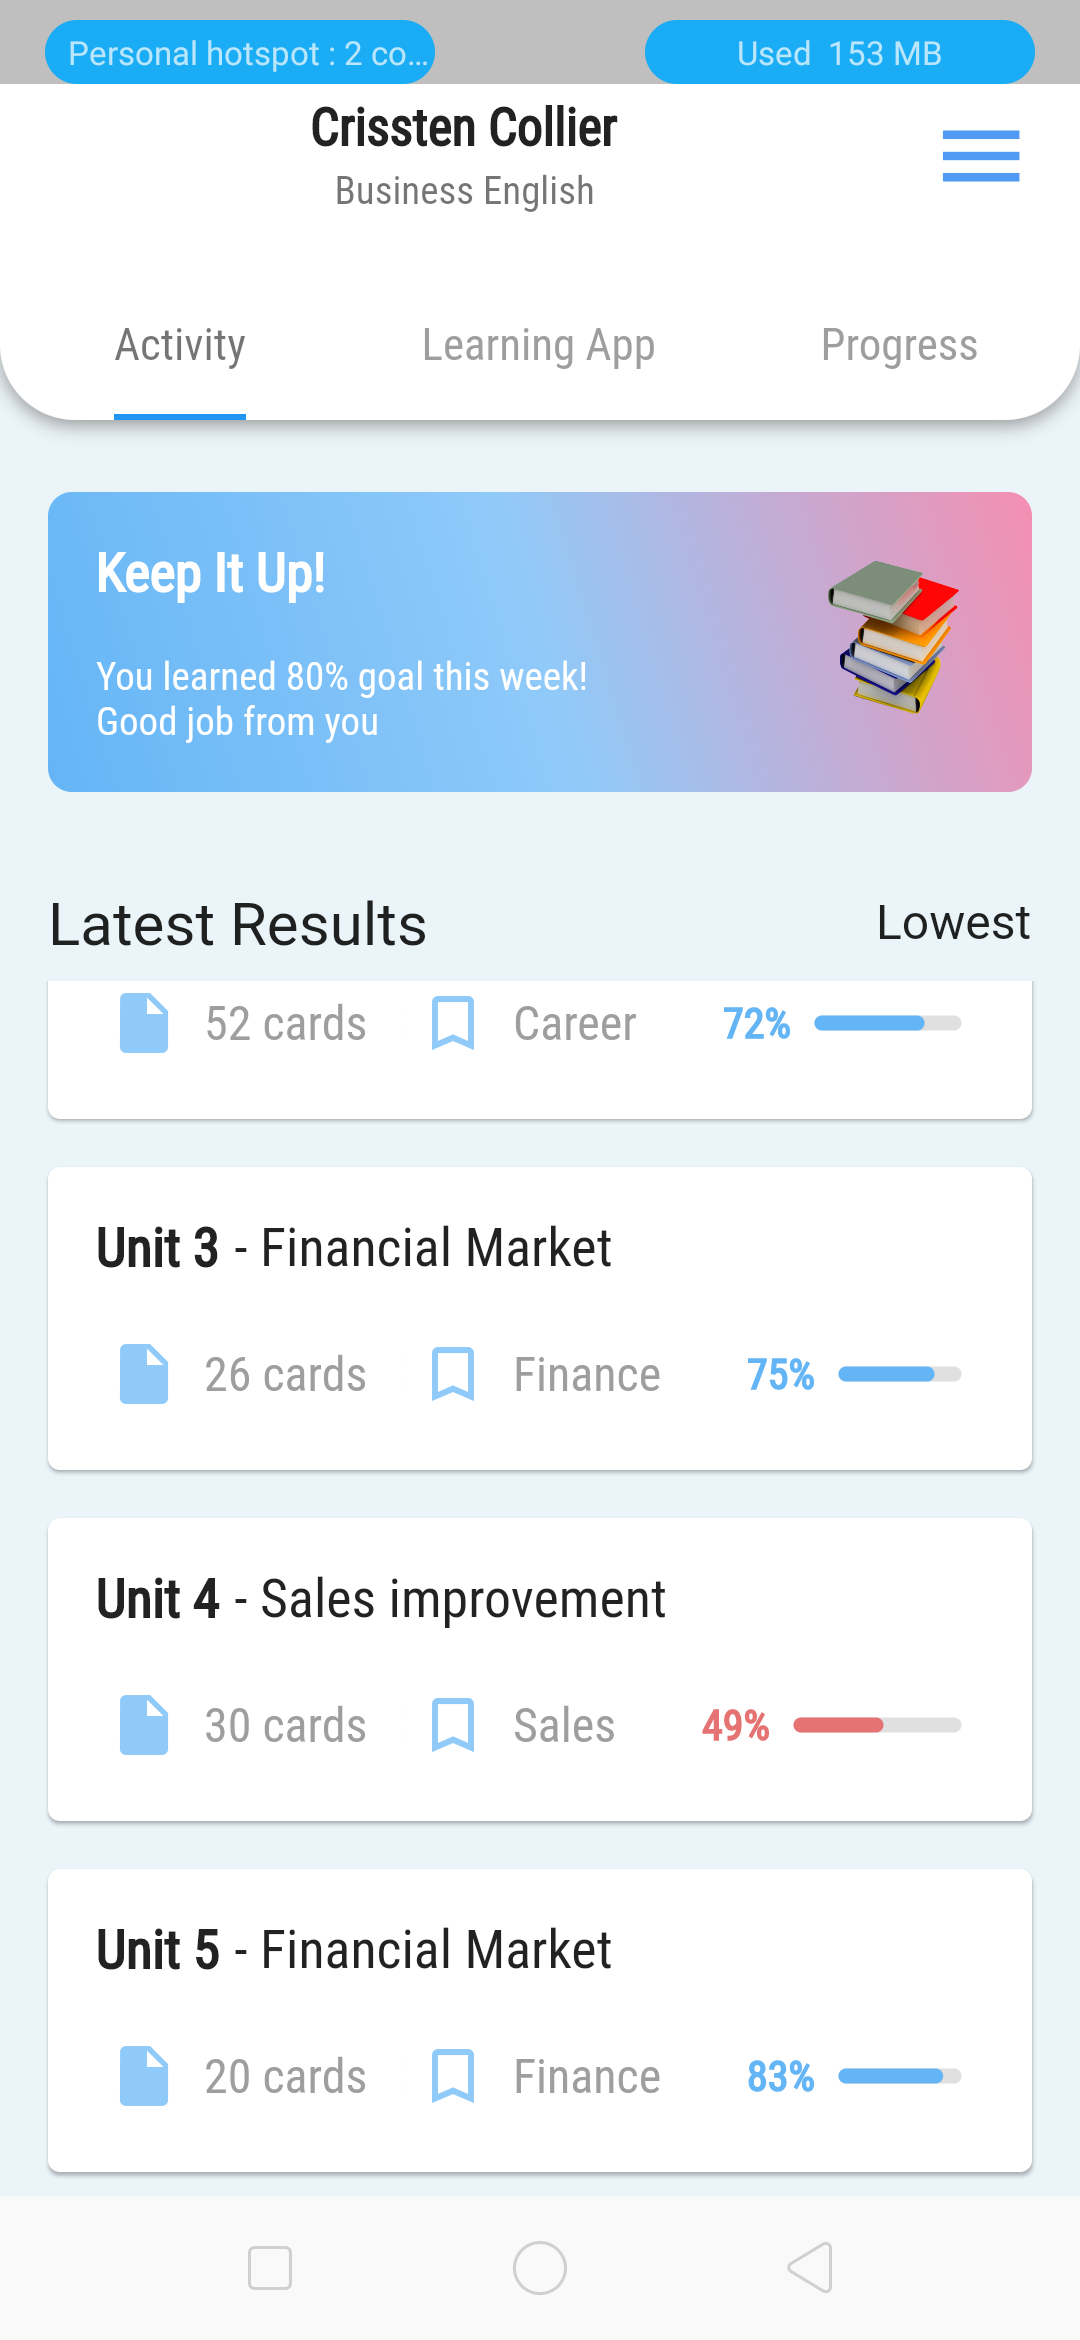 Personal hotspot : 2 co...
Used 153 MB
Crissten Collier
Business English
Activity
Learning App
Progress
Keep It Up!
You learned 80% goal this week!
Good job from you
Latest Results
Lowest
52 cards
Career
72%
Unit 3 - Financial Market
26 cards
Finance
75%
Unit 4 - Sales improvement
30 cards
Sales
49%
Unit 5 - Financial Market
20 cards
Finance
83%